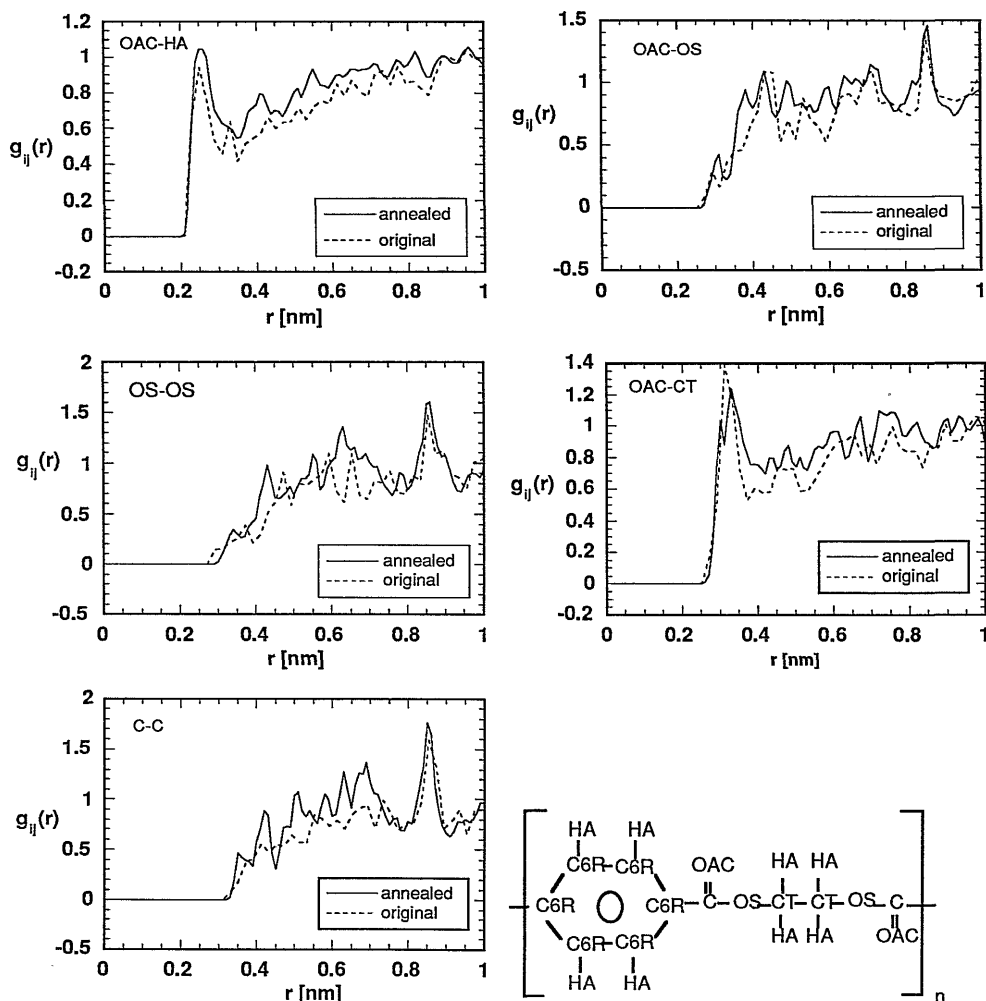 OAC-HA
g_ij(r)
1.2
1
0.8
0.6
0.4
0.2
0
-0.2
annealed
original
0 0.2 0.4 0.6 0.8 1
r [nm]
OAC-OS
g_ij(r)
1.5
1
0.5
0
-0.5
annealed
original
0 0.2 0.4 0.6 0.8 1
r [nm]
OS-OS
g_ij(r)
2
1.5
1
0.5
0
-0.5
annealed
original
0 0.2 0.4 0.6 0.8 1
r [nm]
OAC-CT
g_ij(r)
1.4
1.2
1
0.8
0.6
0.4
0.2
0
-0.2
annealed
original
0 0.2 0.4 0.6 0.8 1
r [nm]
C-C
g_ij(r)
2
1.5
1
0.5
0
-0.5
annealed
original
0 0.2 0.4 0.6 0.8 1
r [nm]
HA HA
C6R C6R OAC HA HA
C6R C6R C OS CT CT OS C
C6R C6R HA HA OAC
HA HA
n